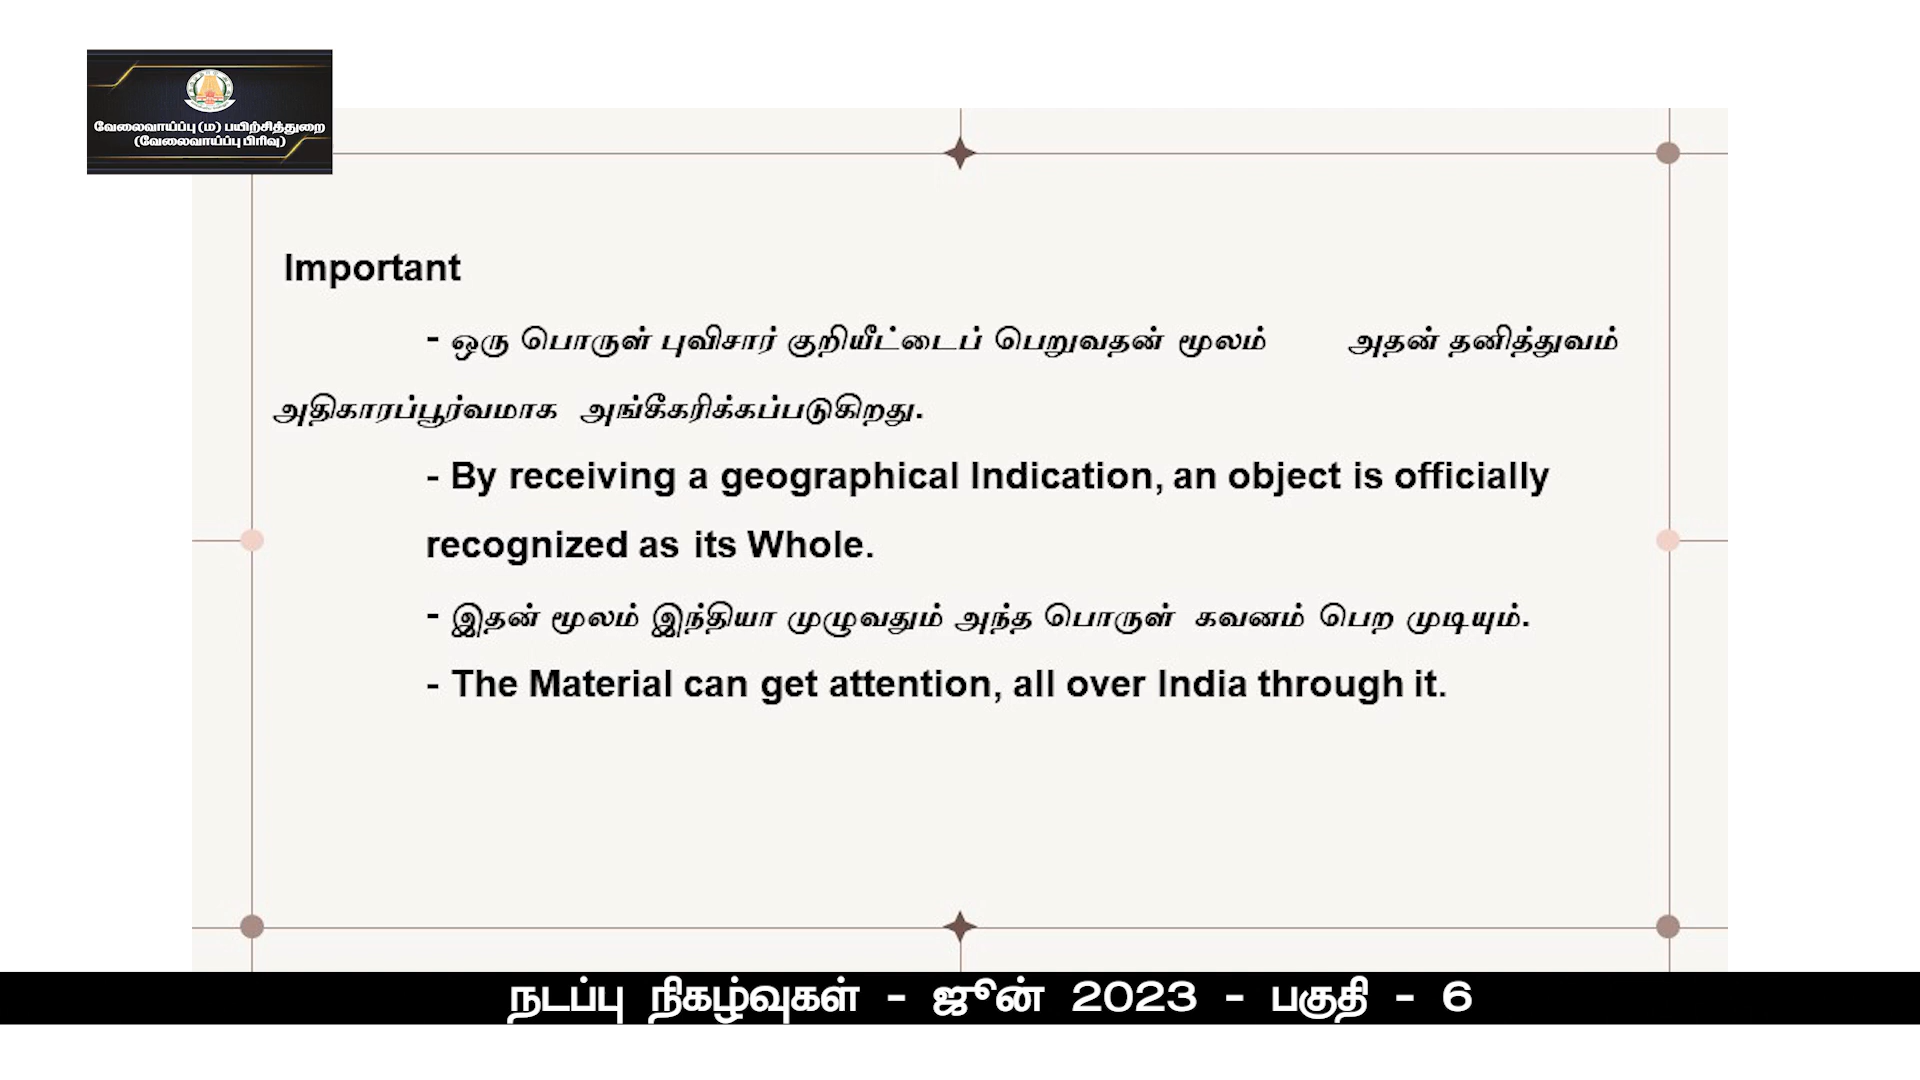 வேலைவாய்ப்பு (ம) பயிற்சித்துறை
(வேலைவாய்ப்பு பிரிவு)
Important
- ஒரு பொருள் புவிசார் குறியீட்டைப் பெறுவதன் மூலம் அதன் தனித்துவம்
அதிகாரப்பூர்வமாக அங்கீகரிக்கப்படுகிறது.
- By receiving a geographical Indication, an object is officially
recognized as its Whole.
- இதன் மூலம் இந்தியா முழுவதும் அந்த பொருள் கவனம் பெற முடியும்.
- The Material can get attention, all over India through it.
நடப்பு நிகழ்வுகள் - ஜூன் 2023 - பகுதி - 6